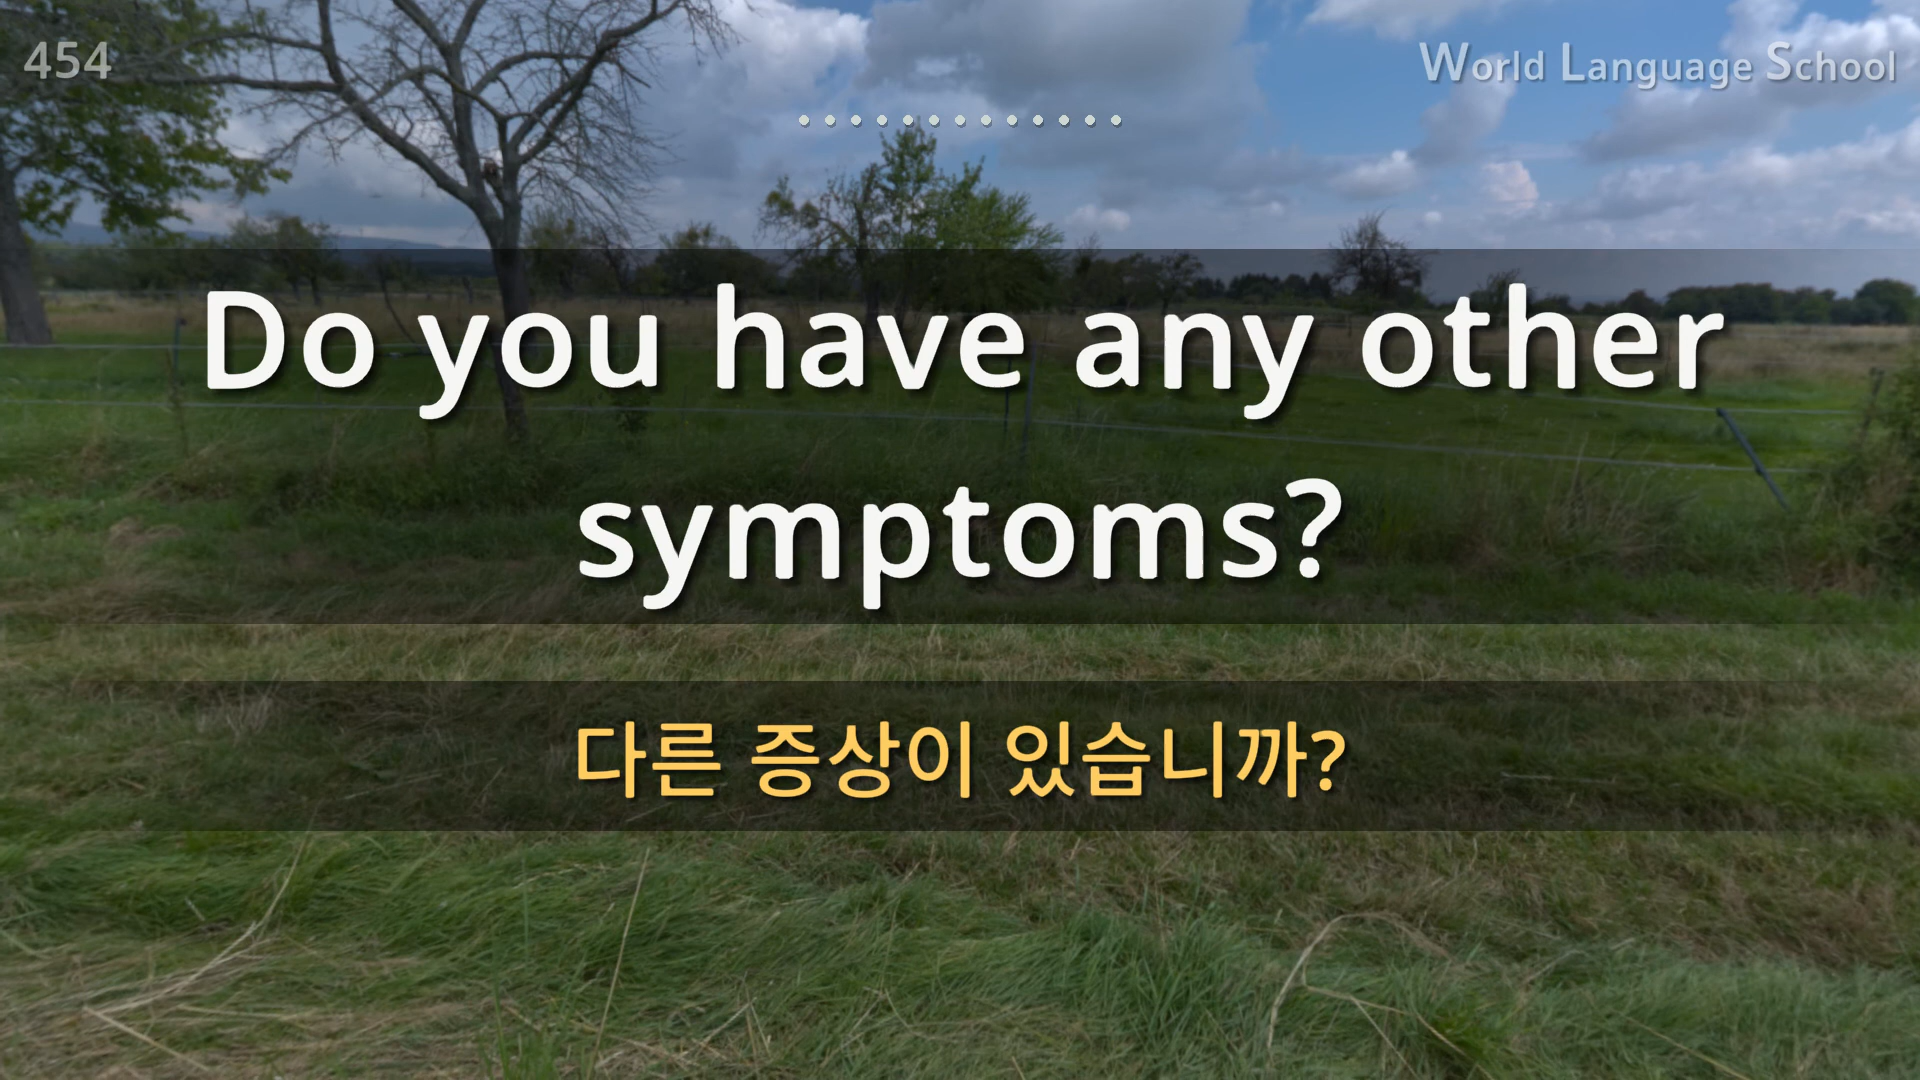 454
World Language School
Do you have any other
symptoms?
다른 증상이 있습니까?